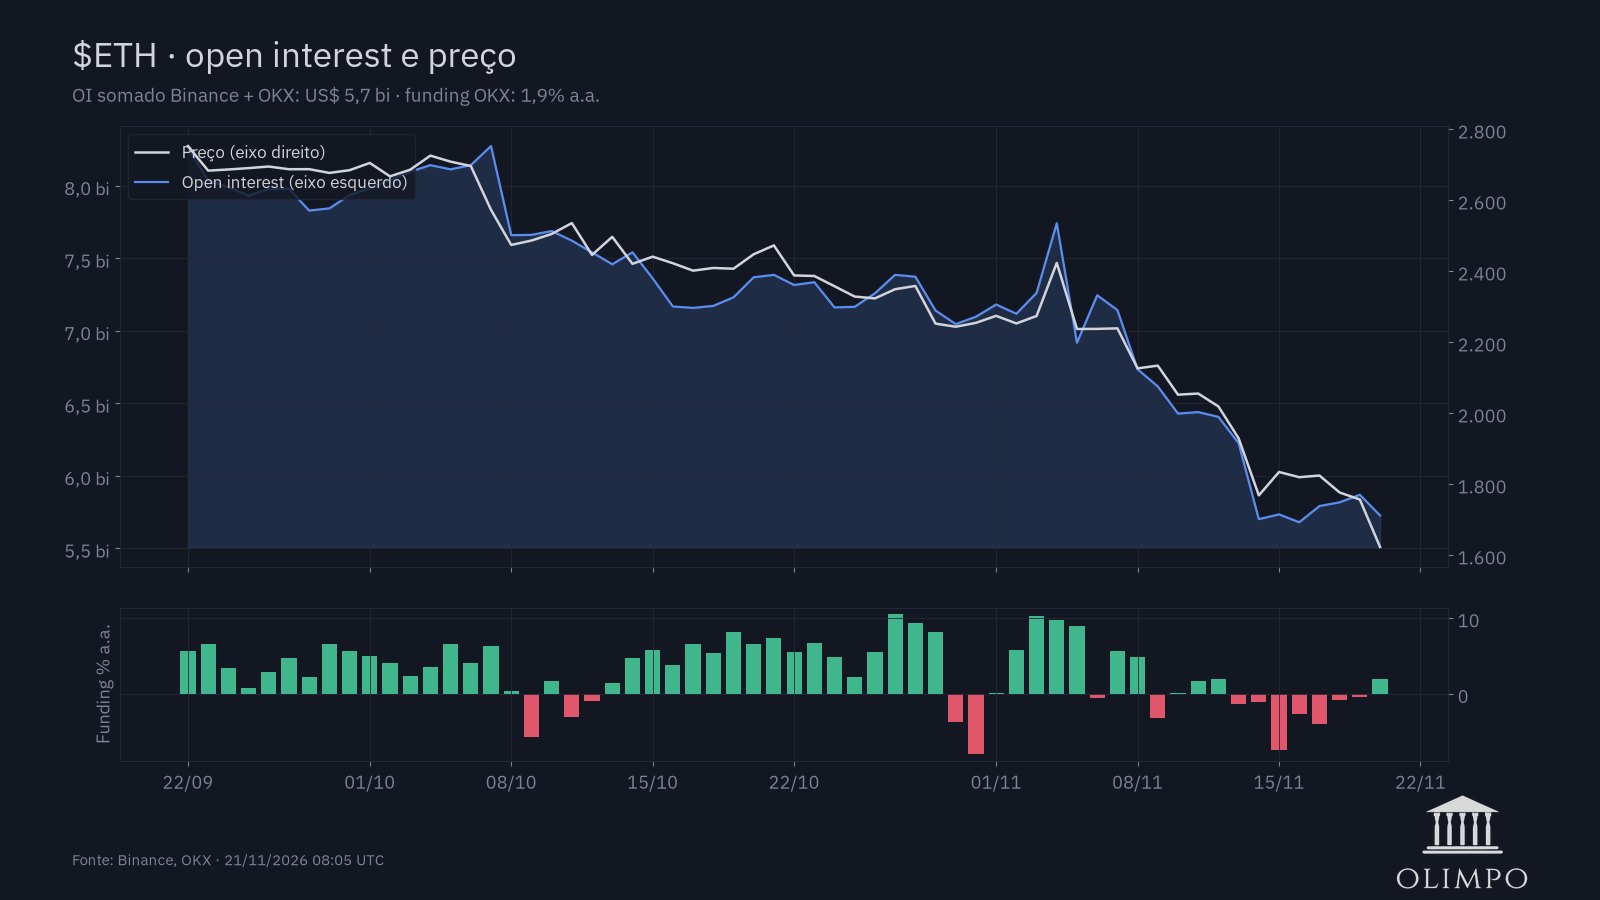 $ETH · open interest e preço
OI somado Binance + OKX: US$ 5,7 bi · funding OKX: 1,9% a.a.
Preço (eixo direito)
Open interest (eixo esquerdo)
8,0 bi
7,5 bi
7,0 bi
6,5 bi
6,0 bi
5,5 bi
2.800
2.600
2.400
2.200
2.000
1.800
1.600
Funding % a.a.
10
0
22/09
01/10
08/10
15/10
22/10
01/11
08/11
15/11
22/11
Fonte: Binance, OKX · 21/11/2026 08:05 UTC
OLIMPO